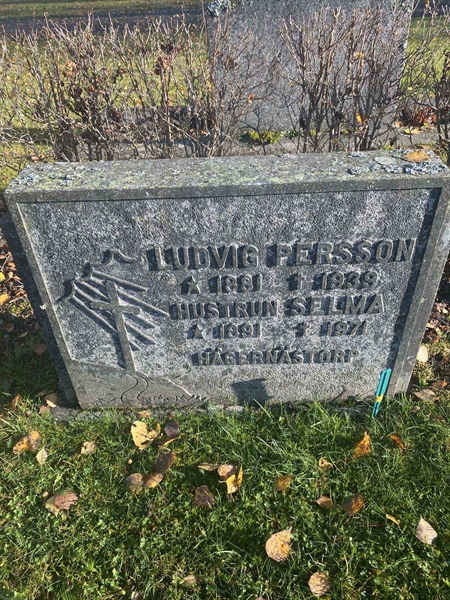 LUDVIG PERSSON
* 1881 † 1939
HUSTRUN SELMA
* 1891 † 1971
HÄGERNÄSTORP